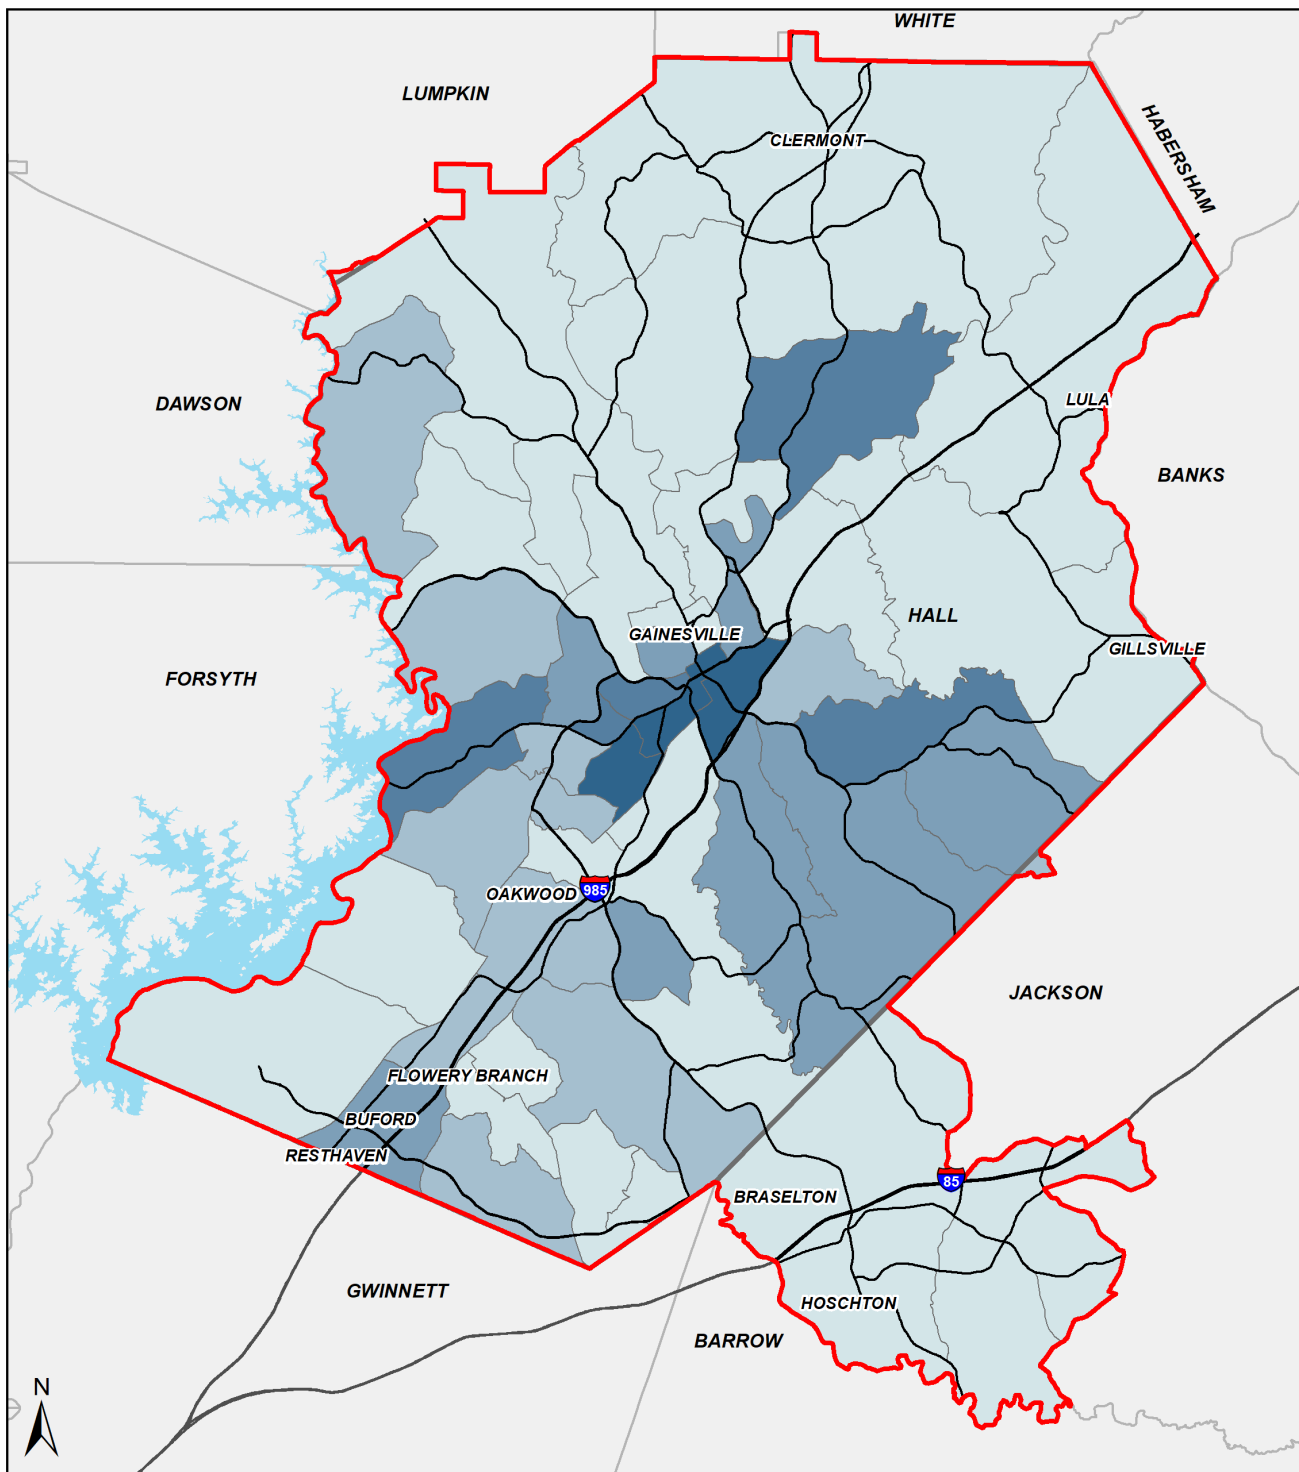 WHITE
LUMPKIN
HABERSHAM
CLERMONT
DAWSON
LULA
BANKS
HALL
GAINESVILLE
GILLSVILLE
FORSYTH
OAKWOOD
985
JACKSON
FLOWERY BRANCH
BUFORD
RESTHAVEN
85
BRASELTON
GWINNETT
HOSCHTON
BARROW
N